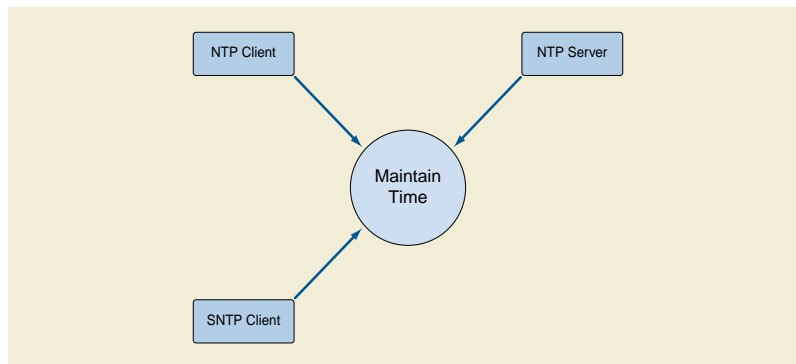 NTP Client
NTP Server
Maintain
Time
SNTP Client